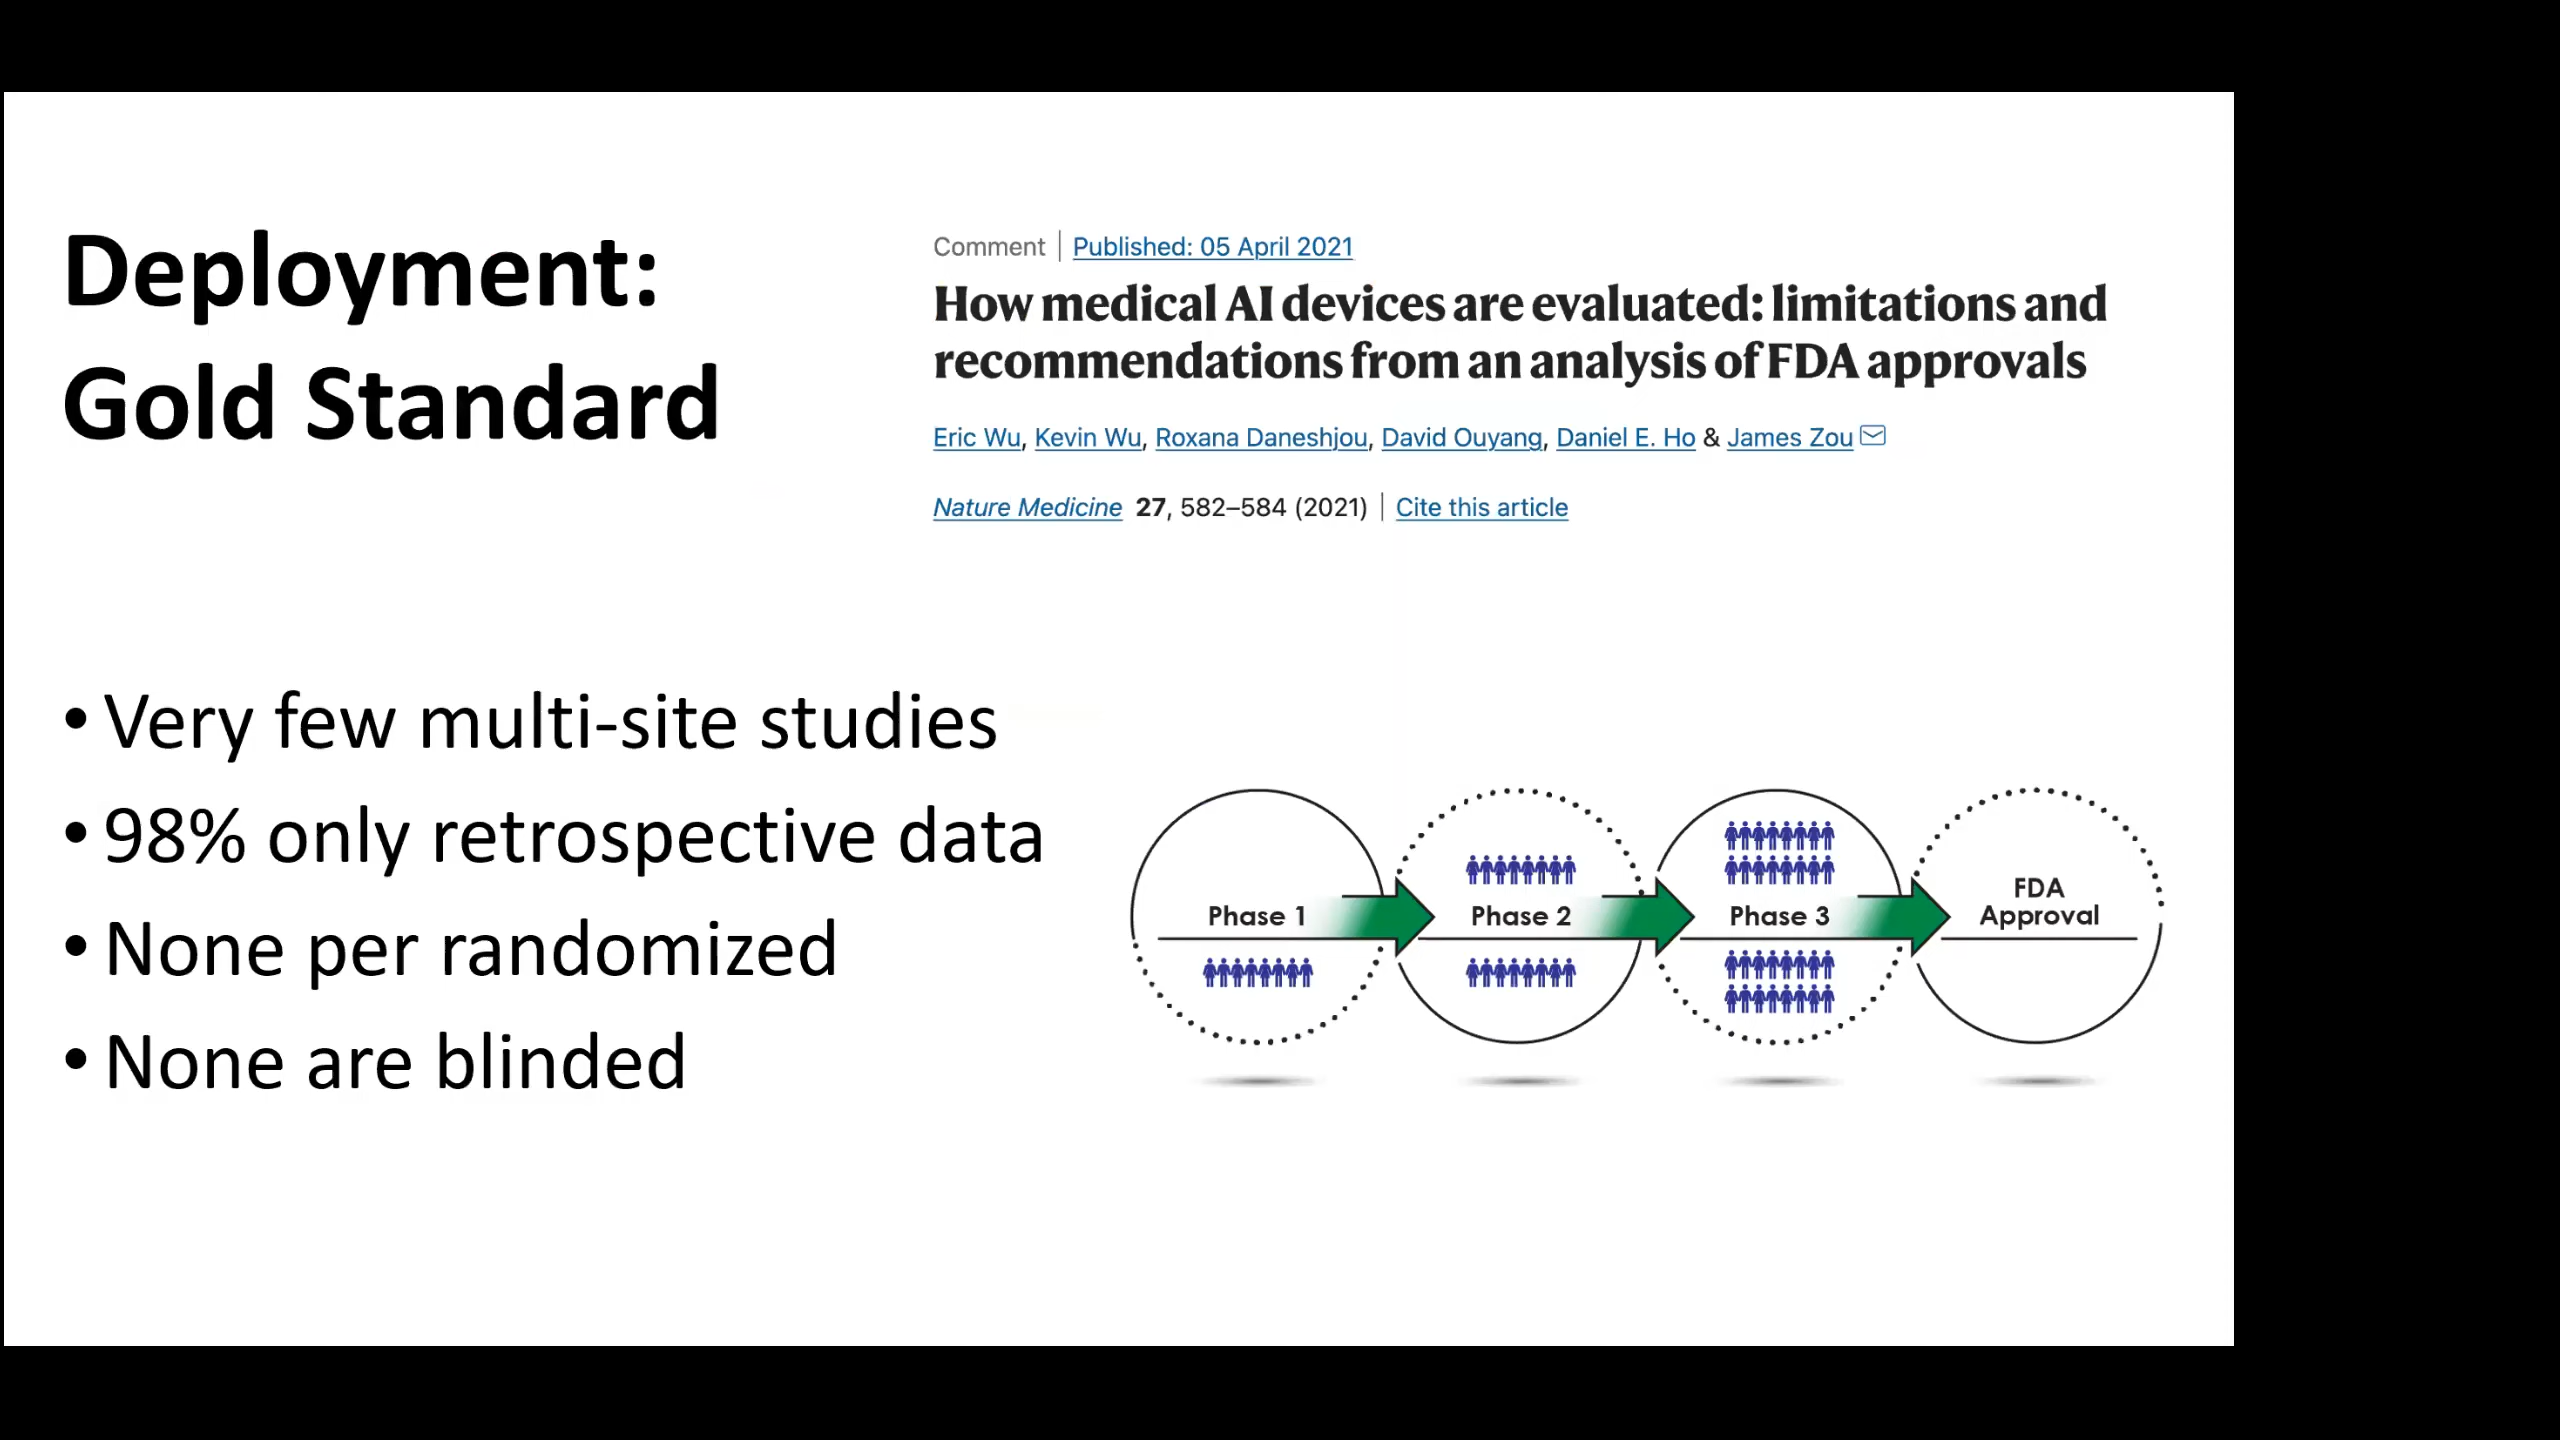 Deployment:
Gold Standard
Comment | Published: 05 April 2021
How medical AI devices are evaluated: limitations and
recommendations from an analysis of FDA approvals
Eric Wu, Kevin Wu, Roxana Daneshjou, David Ouyang, Daniel E. Ho & James Zou
Nature Medicine 27, 582–584 (2021) | Cite this article
• Very few multi-site studies
• 98% only retrospective data
• None per randomized
• None are blinded
Phase 1
Phase 2
Phase 3
FDA
Approval